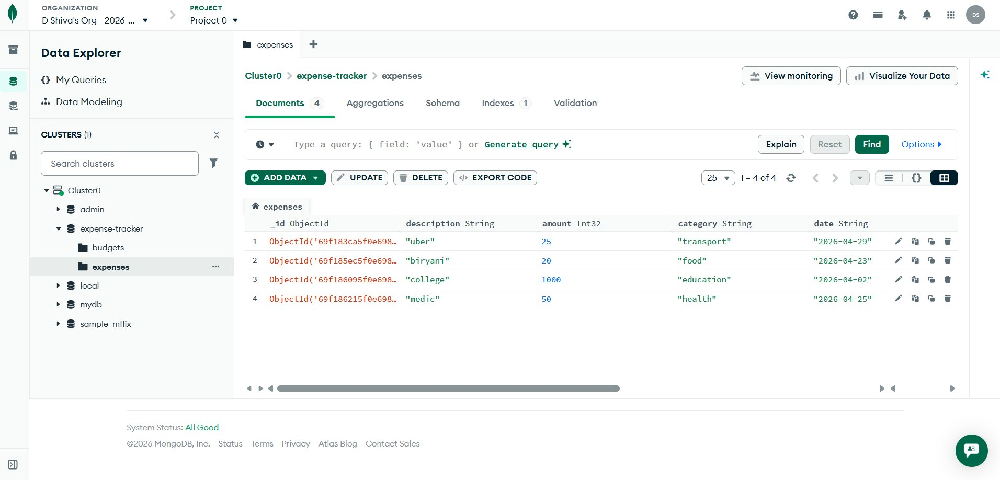 ORGANIZATION
D Shiva's Org - 2026-...
PROJECT
Project 0
DS
Data Explorer
My Queries
Data Modeling
CLUSTERS (1)
Search clusters
Cluster0
admin
expense-tracker
budgets
expenses
local
mydb
sample_mflix
expenses
Cluster0 expense-tracker expenses
View monitoring
Visualize Your Data
Documents 4 Aggregations Schema Indexes 1 Validation
Type a query: { field: 'value' } or Generate query
Explain Reset Find Options
ADD DATA UPDATE DELETE EXPORT CODE 25 1 – 4 of 4 {}
expenses
_id ObjectId description String amount Int32 category String date String
1 ObjectId('69f183ca5f0e698… "uber" 25 "transport" "2026-04-29"
2 ObjectId('69f185ec5f0e698… "biryani" 20 "food" "2026-04-23"
3 ObjectId('69f186095f0e698… "college" 1000 "education" "2026-04-02"
4 ObjectId('69f186215f0e698… "medic" 50 "health" "2026-04-25"
System Status: All Good
©2026 MongoDB, Inc. Status Terms Privacy Atlas Blog Contact Sales